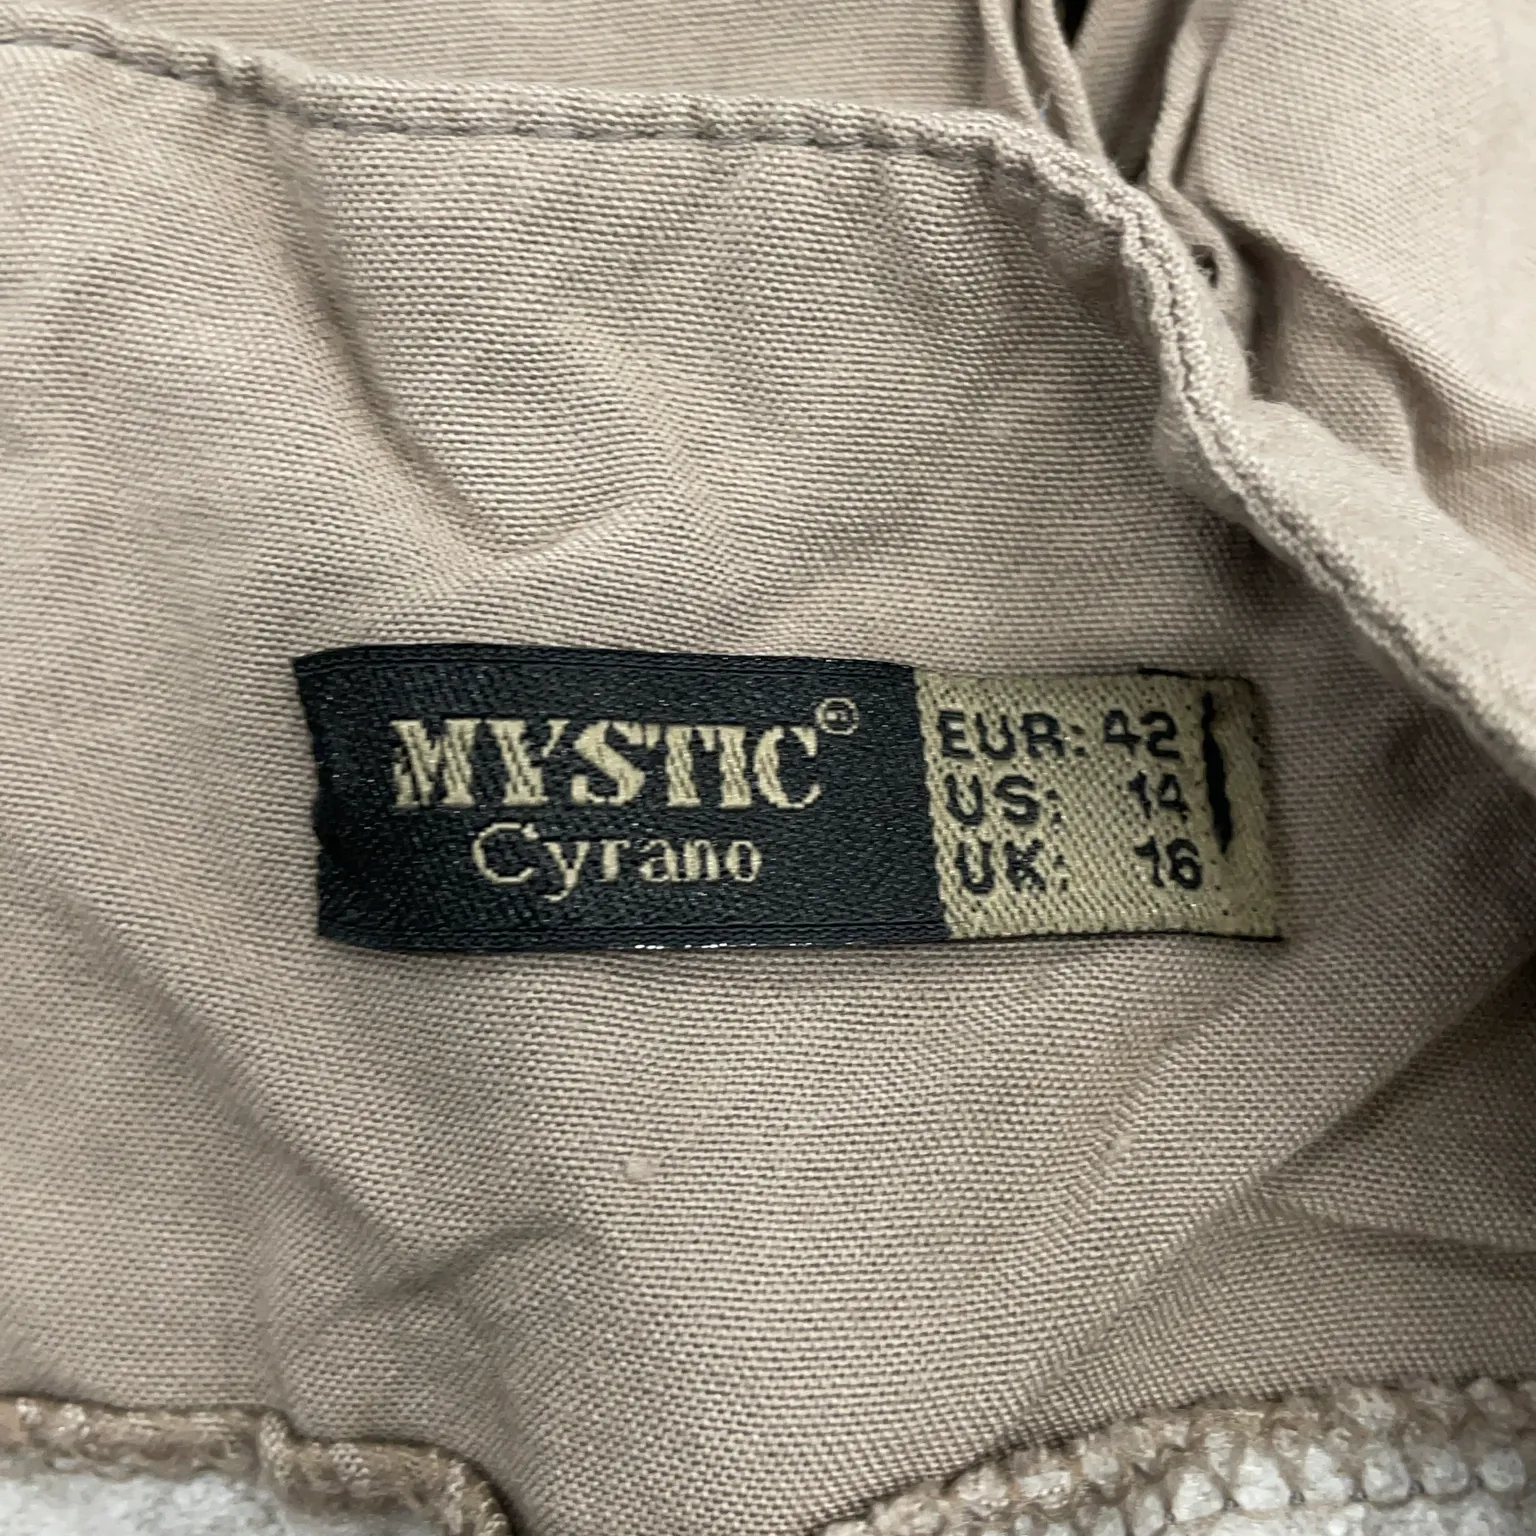 MYSTIC®
Cyrano
EUR: 42
US: 14
UK: 16